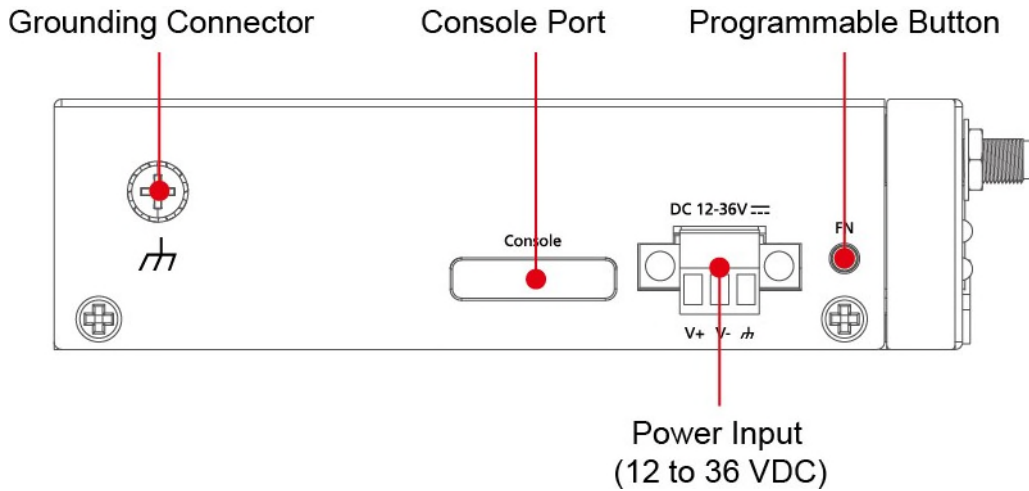 Grounding Connector
Console Port
Programmable Button
DC 12-36V
Console
FN
V+ V-
Power Input
(12 to 36 VDC)